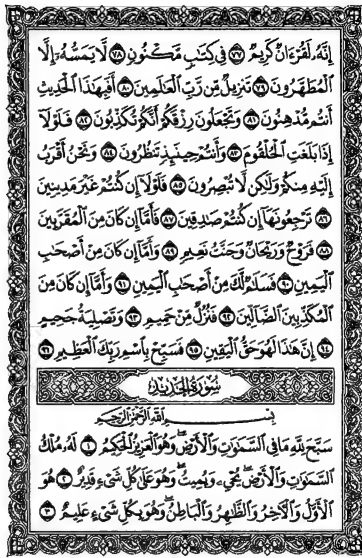 إِنَّهُۥ لَقُرْءَانٌ كَرِيمٌ ٧٧ فِى كِتَٰبٍ مَّكْنُونٍ ٧٨ لَّا يَمَسُّهُۥٓ إِلَّا
ٱلْمُطَهَّرُونَ ٧٩ تَنزِيلٌ مِّن رَّبِّ ٱلْعَٰلَمِينَ ٨٠ أَفَبِهَٰذَا ٱلْحَدِيثِ
أَنتُم مُّدْهِنُونَ ٨١ وَتَجْعَلُونَ رِزْقَكُمْ أَنَّكُمْ تُكَذِّبُونَ ٨٢ فَلَوْلَآ
إِذَا بَلَغَتِ ٱلْحُلْقُومَ ٨٣ وَأَنتُمْ حِينَئِذٍ تَنظُرُونَ ٨٤ وَنَحْنُ أَقْرَبُ
إِلَيْهِ مِنكُمْ وَلَٰكِن لَّا تُبْصِرُونَ ٨٥ فَلَوْلَآ إِن كُنتُمْ غَيْرَ مَدِينِينَ
٨٦ تَرْجِعُونَهَآ إِن كُنتُمْ صَٰدِقِينَ ٨٧ فَأَمَّآ إِن كَانَ مِنَ ٱلْمُقَرَّبِينَ
٨٨ فَرَوْحٌ وَرَيْحَانٌ وَجَنَّتُ نَعِيمٍ ٨٩ وَأَمَّآ إِن كَانَ مِنْ أَصْحَٰبِ
ٱلْيَمِينِ ٩٠ فَسَلَٰمٌ لَّكَ مِنْ أَصْحَٰبِ ٱلْيَمِينِ ٩١ وَأَمَّآ إِن كَانَ مِنَ
ٱلْمُكَذِّبِينَ ٱلضَّآلِّينَ ٩٢ فَنُزُلٌ مِّنْ حَمِيمٍ ٩٣ وَتَصْلِيَةُ جَحِيمٍ
٩٤ إِنَّ هَٰذَا لَهُوَ حَقُّ ٱلْيَقِينِ ٩٥ فَسَبِّحْ بِٱسْمِ رَبِّكَ ٱلْعَظِيمِ ٩٦
سُورَةُ الحَدِيد
بِسْمِ ٱللَّهِ ٱلرَّحْمَٰنِ ٱلرَّحِيمِ
سَبَّحَ لِلَّهِ مَا فِى ٱلسَّمَٰوَٰتِ وَٱلْأَرْضِ ۖ وَهُوَ ٱلْعَزِيزُ ٱلْحَكِيمُ ١ لَهُۥ مُلْكُ
ٱلسَّمَٰوَٰتِ وَٱلْأَرْضِ ۖ يُحْىِۦ وَيُمِيتُ ۖ وَهُوَ عَلَىٰ كُلِّ شَىْءٍ قَدِيرٌ ٢ هُوَ
ٱلْأَوَّلُ وَٱلْءَاخِرُ وَٱلظَّٰهِرُ وَٱلْبَاطِنُ ۖ وَهُوَ بِكُلِّ شَىْءٍ عَلِيمٌ ٣